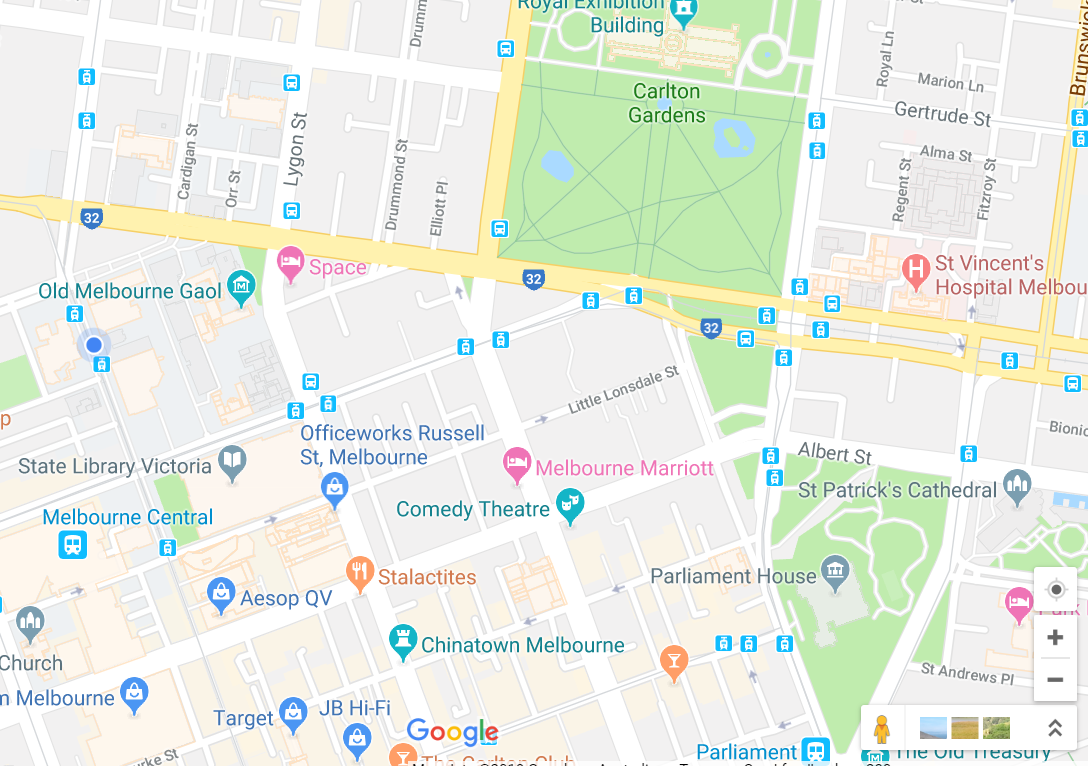 Royal Exhibition
Building
Carlton
Gardens
Royal Ln
Marion Ln
Gertrude St
Alma St
Regent St
Fitzroy St
Brunswick
Drumm
Cardigan St
Orr St
Lygon St
Drummond St
Elliott Pl
32
32
32
Space
Old Melbourne Gaol
H
St Vincent's
Hospital Melbou
Little Lonsdale St
Officeworks Russell
St, Melbourne
State Library Victoria
Melbourne Marriott
Albert St
Bionic
St Patrick's Cathedral
Comedy Theatre
Melbourne Central
Stalactites
Parliament House
Aesop QV
Chinatown Melbourne
Church
St Andrews Pl
m Melbourne
Target
JB Hi-Fi
Google
Parliament
The Old Treasury
rke St
The Carlton Club